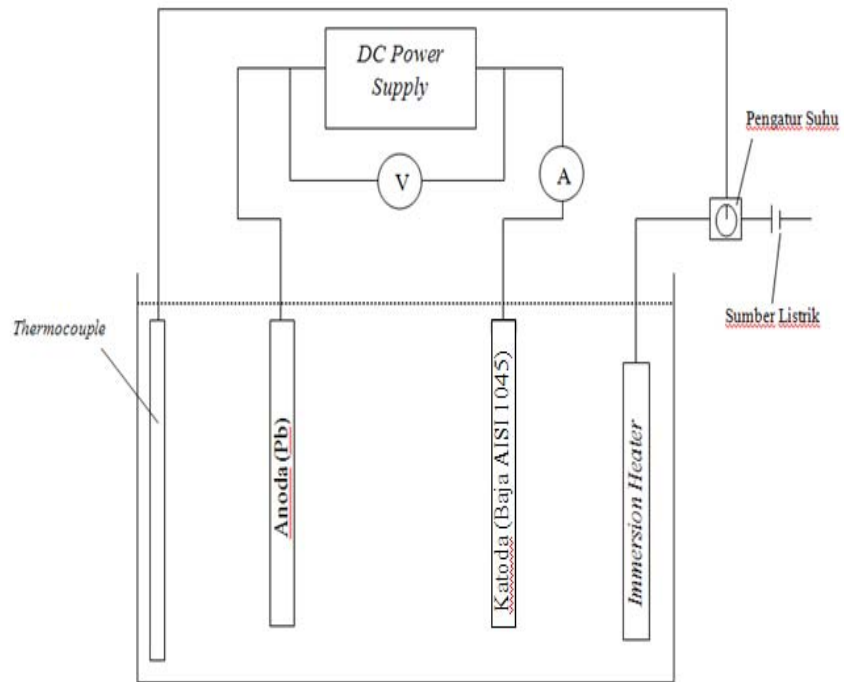 DC Power
Supply
Pengatur Suhu
V
A
Sumber Listrik
Thermocouple
Anoda (Pb)
Katoda (Baja AISI 1045)
Immersion Heater